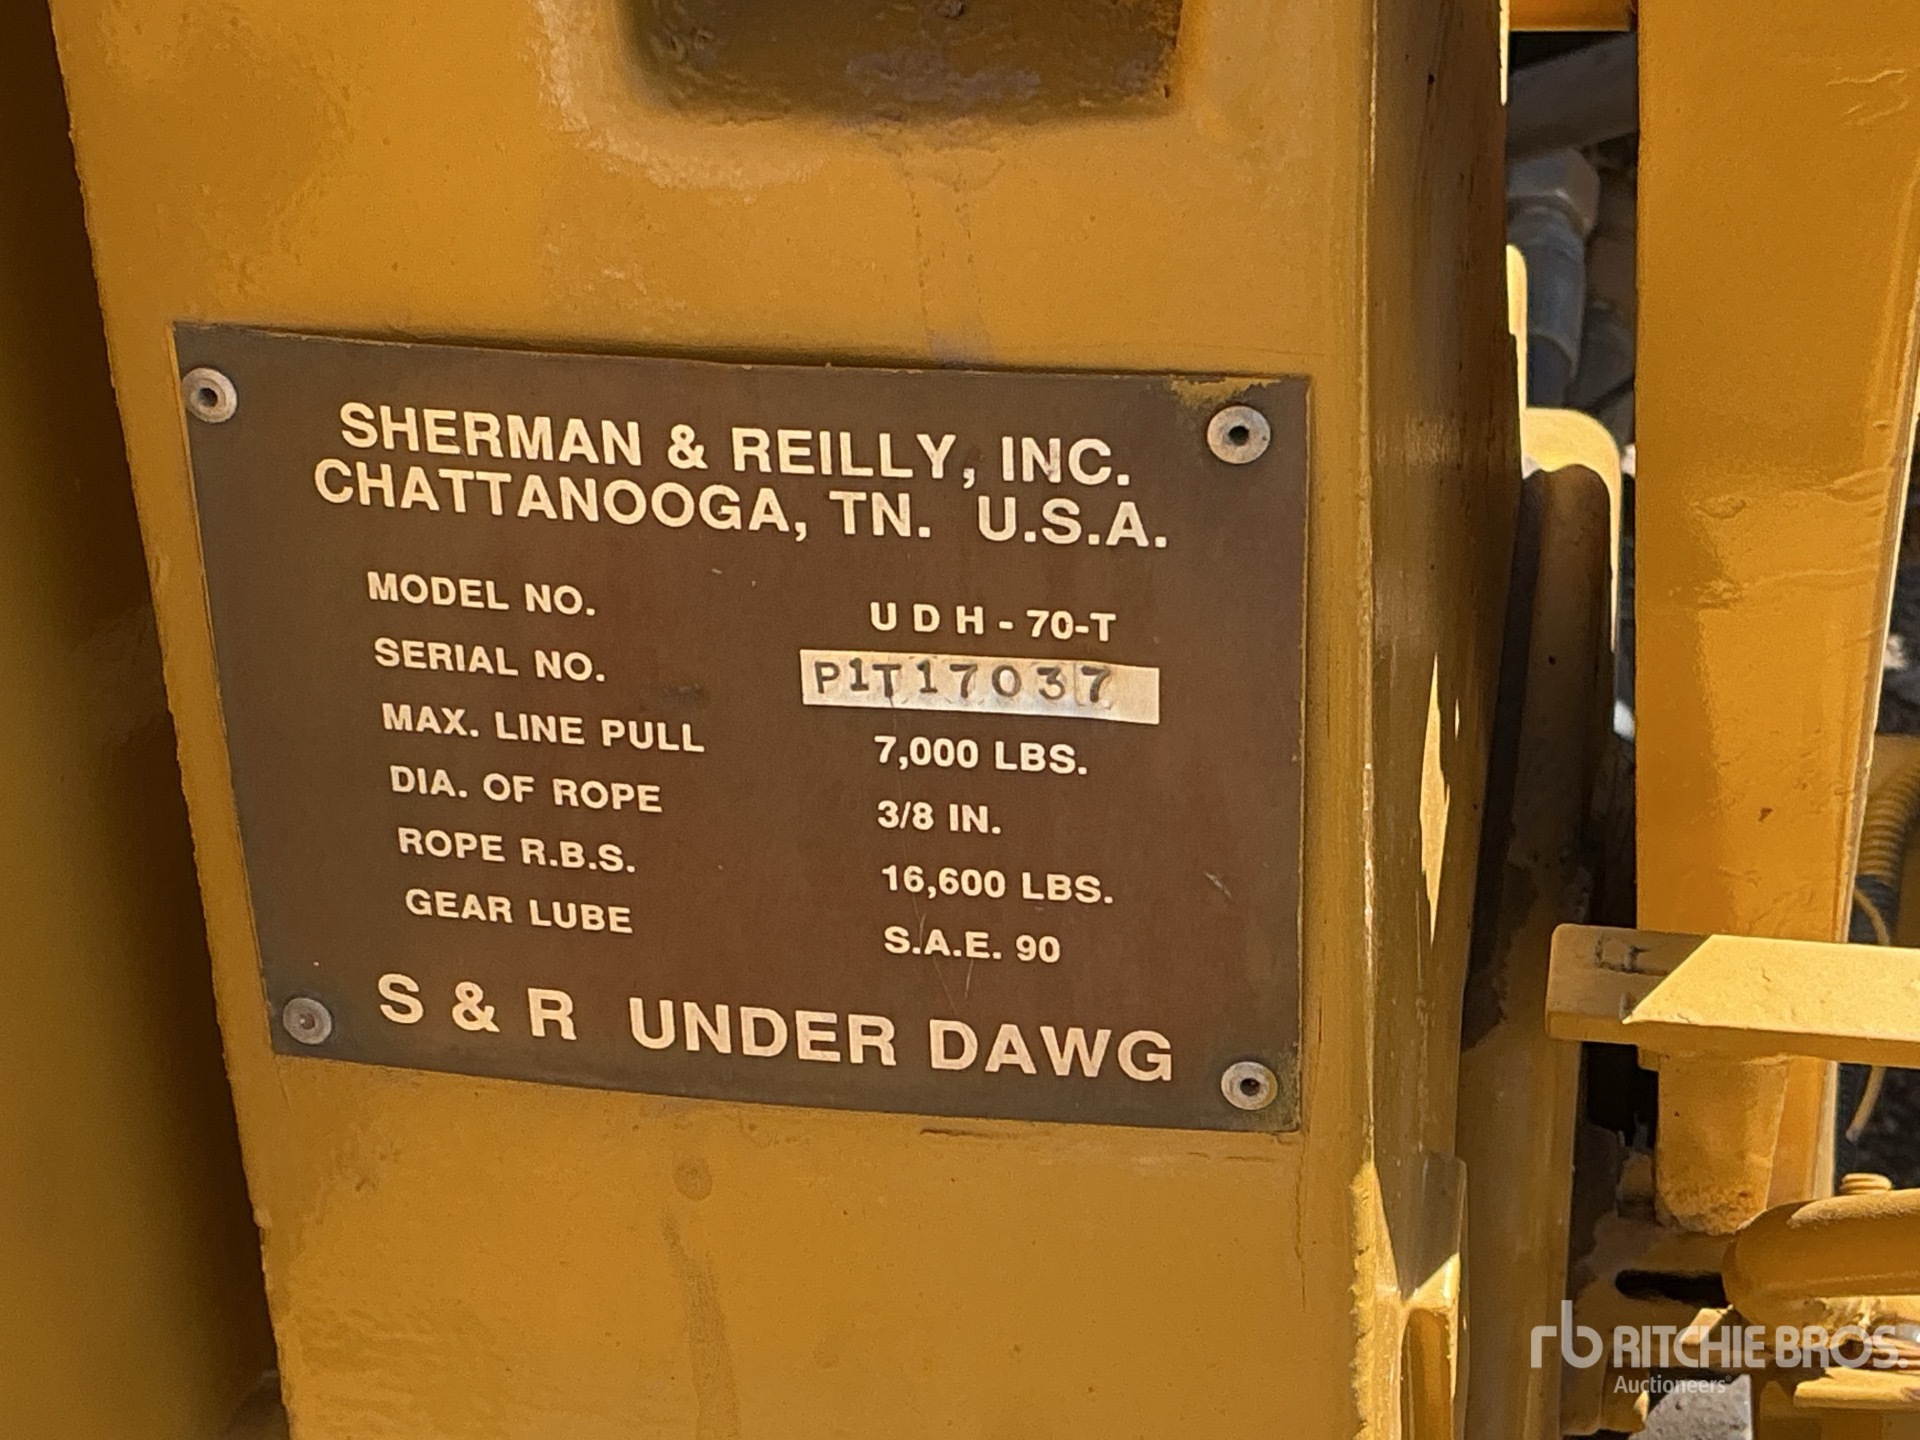 SHERMAN & REILLY, INC.
CHATTANOOGA, TN. U.S.A.
MODEL NO. U D H - 70-T
SERIAL NO. P1T17037
MAX. LINE PULL 7,000 LBS.
DIA. OF ROPE 3/8 IN.
ROPE R.B.S. 16,600 LBS.
GEAR LUBE S.A.E. 90
S & R UNDER DAWG
rb RITCHIE BROS.
Auctioneers